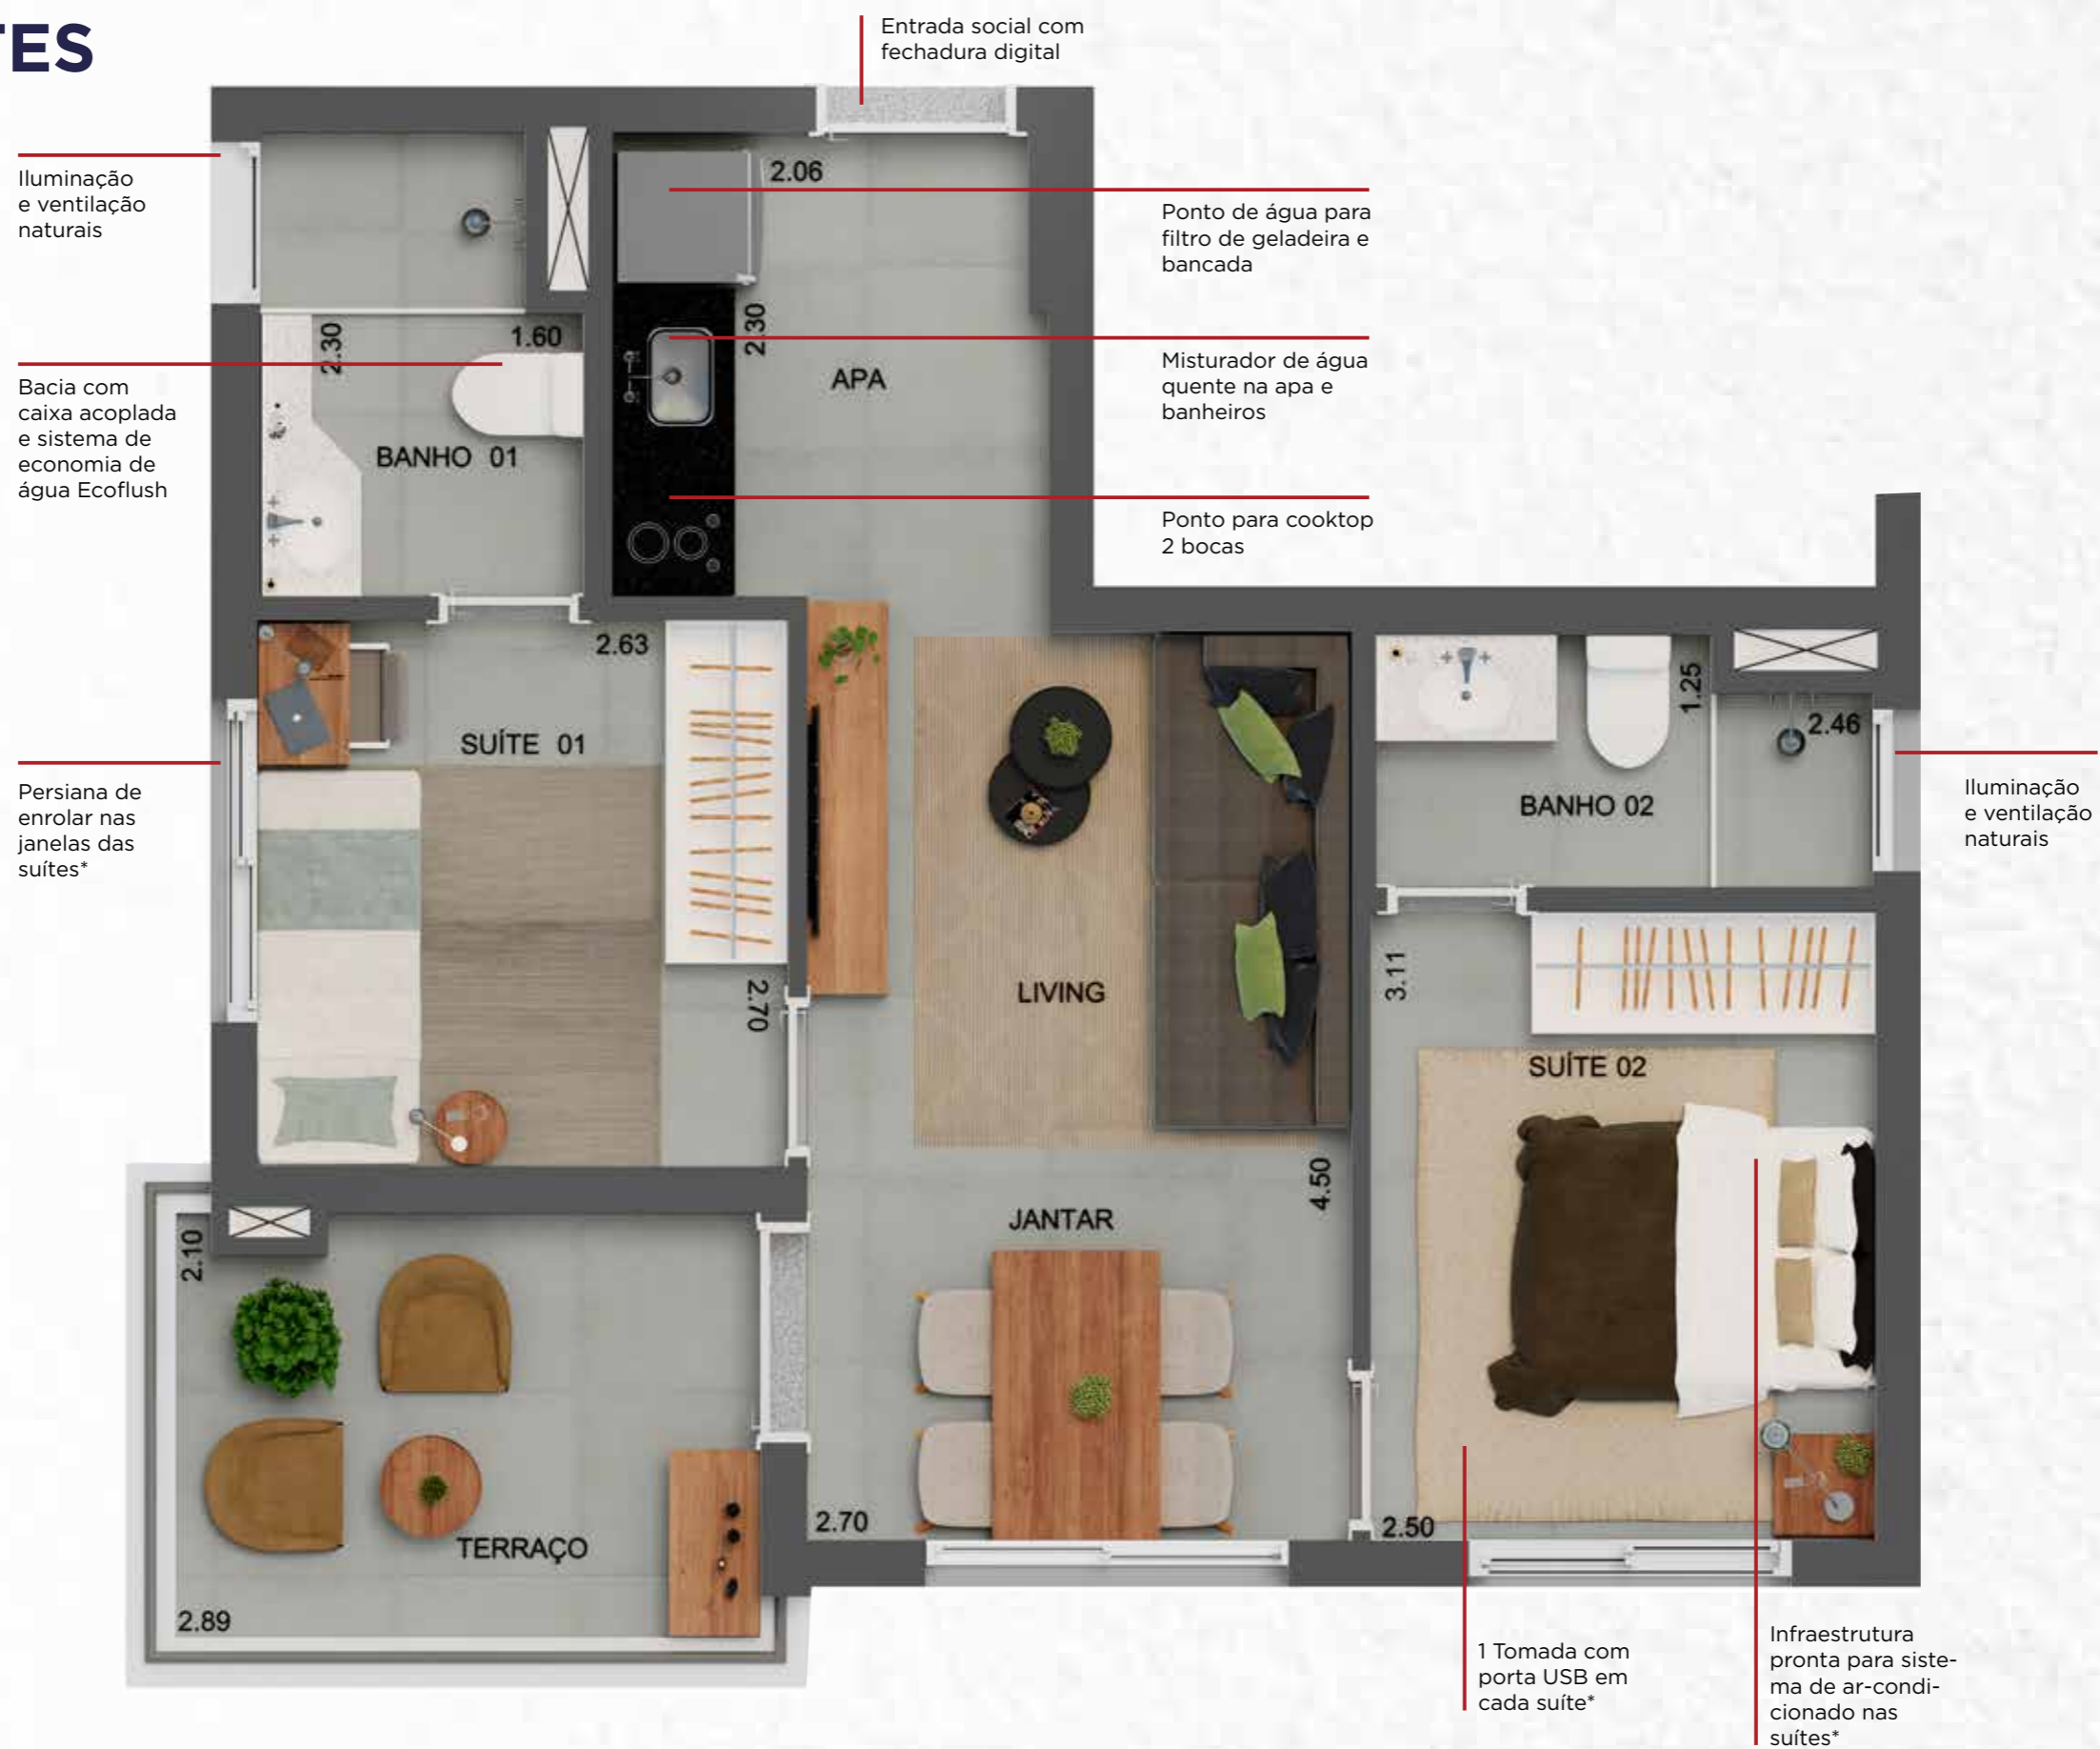 TES
Entrada social com
fechadura digital
Iluminação
e ventilação
naturais
2.06
Ponto de água para
filtro de geladeira e
bancada
2.30
1.60
2.30
Bacia com
caixa acoplada
e sistema de
economia de
água Ecoflush
BANHO 01
APA
Misturador de água
quente na apa e
banheiros
Ponto para cooktop
2 bocas
2.63
SUÍTE 01
Persiana de
enrolar nas
janelas das
suítes*
2.70
LIVING
1.25
2.46
BANHO 02
Iluminação
e ventilação
naturais
3.11
SUÍTE 02
4.50
JANTAR
2.10
TERRAÇO
2.89
2.70
2.50
1 Tomada com
porta USB em
cada suíte*
Infraestrutura
pronta para siste-
ma de ar-condi-
cionado nas
suítes*